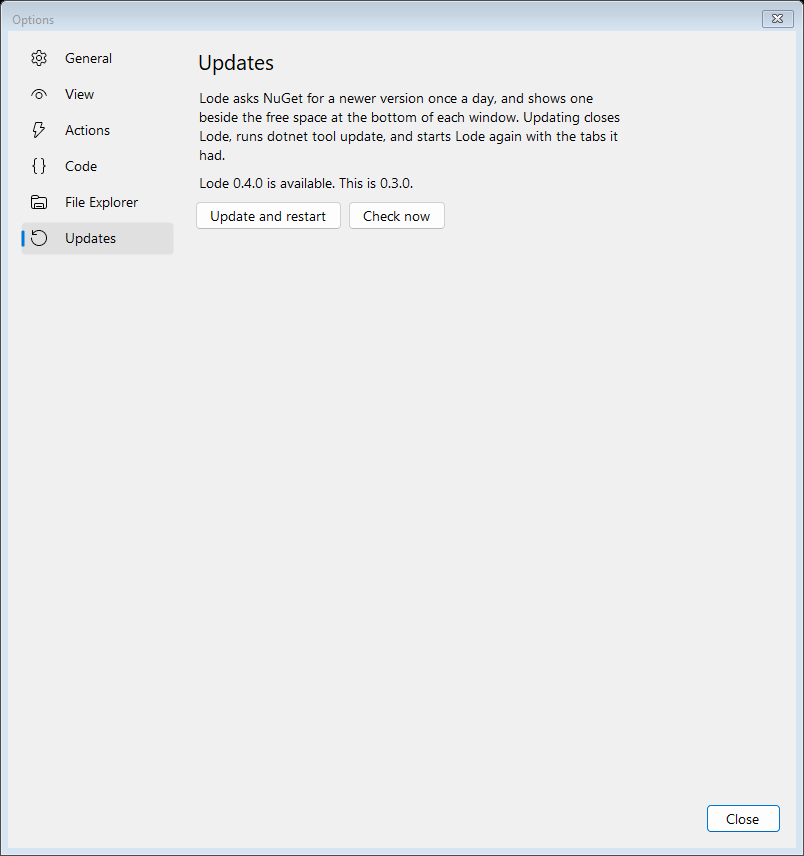 Options
General
View
Actions
Code
File Explorer
Updates
Updates
Lode asks NuGet for a newer version once a day, and shows one
beside the free space at the bottom of each window. Updating closes
Lode, runs dotnet tool update, and starts Lode again with the tabs it
had.
Lode 0.4.0 is available. This is 0.3.0.
Update and restart
Check now
Close